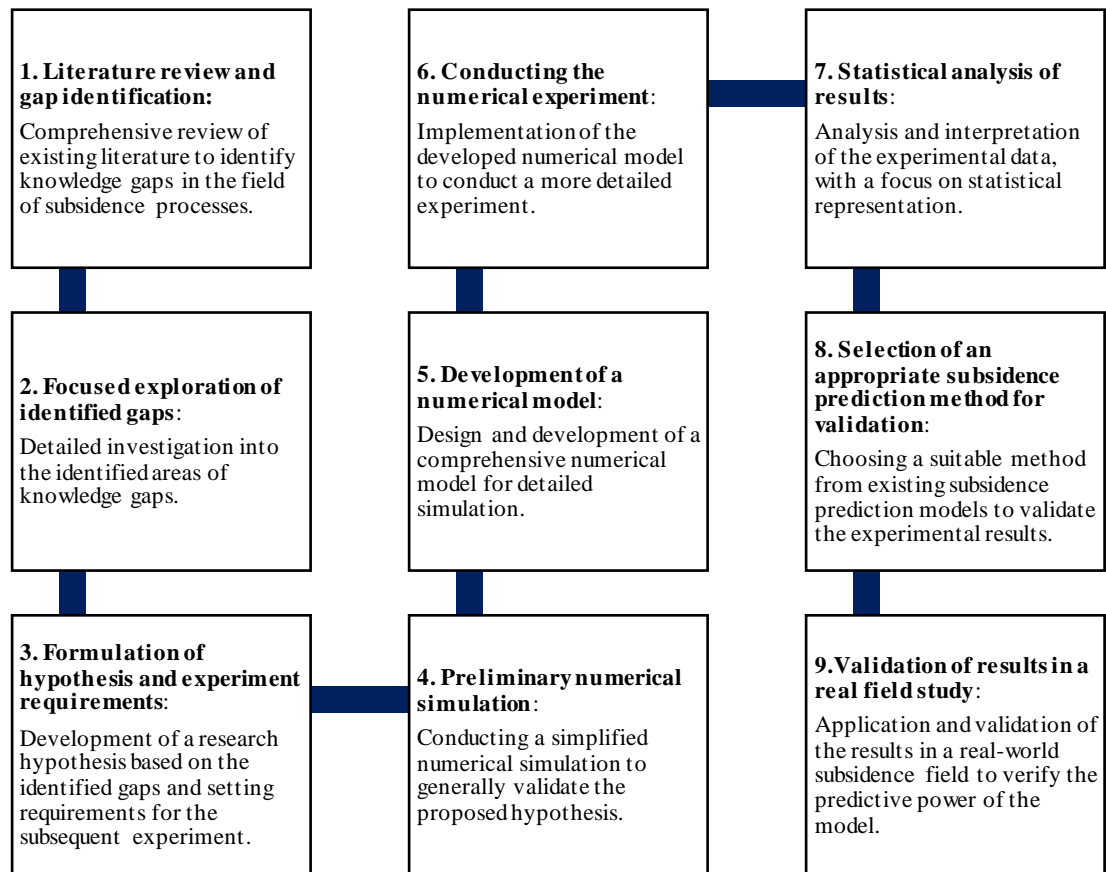 1. Literature review and
gap identification:
Comprehensive review of
existing literature to identify
knowledge gaps in the field
of subsidence processes.
2. Focused exploration of
identified gaps:
Detailed investigation into
the identified areas of
knowledge gaps.
3. Formulation of
hypothesis and experiment
requirements:
Development of a research
hypothesis based on the
identified gaps and setting
requirements for the
subsequent experiment.
4. Preliminary numerical
simulation:
Conducting a simplified
numerical simulation to
generally validate the
proposed hypothesis.
5. Development of a
numerical model:
Design and development of a
comprehensive numerical
model for detailed
simulation.
6. Conducting the
numerical experiment:
Implementation of the
developed numerical model
to conduct a more detailed
experiment.
7. Statistical analysis of
results:
Analysis and interpretation
of the experimental data,
with a focus on statistical
representation.
8. Selection of an
appropriate subsidence
prediction method for
validation:
Choosing a suitable method
from existing subsidence
prediction models to validate
the experimental results.
9.Validation of results in a
real field study:
Application and validation of
the results in a real-world
subsidence field to verify the
predictive power of the
model.